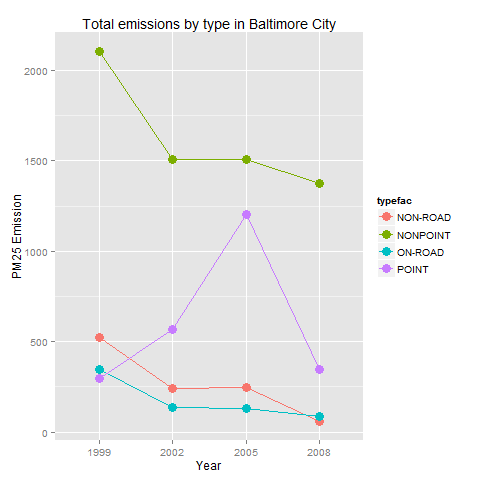 Total emissions by type in Baltimore City
PM25 Emission
2000
1500
1000
500
0
1999 2002 2005 2008
Year
typefac
NON-ROAD
NONPOINT
ON-ROAD
POINT